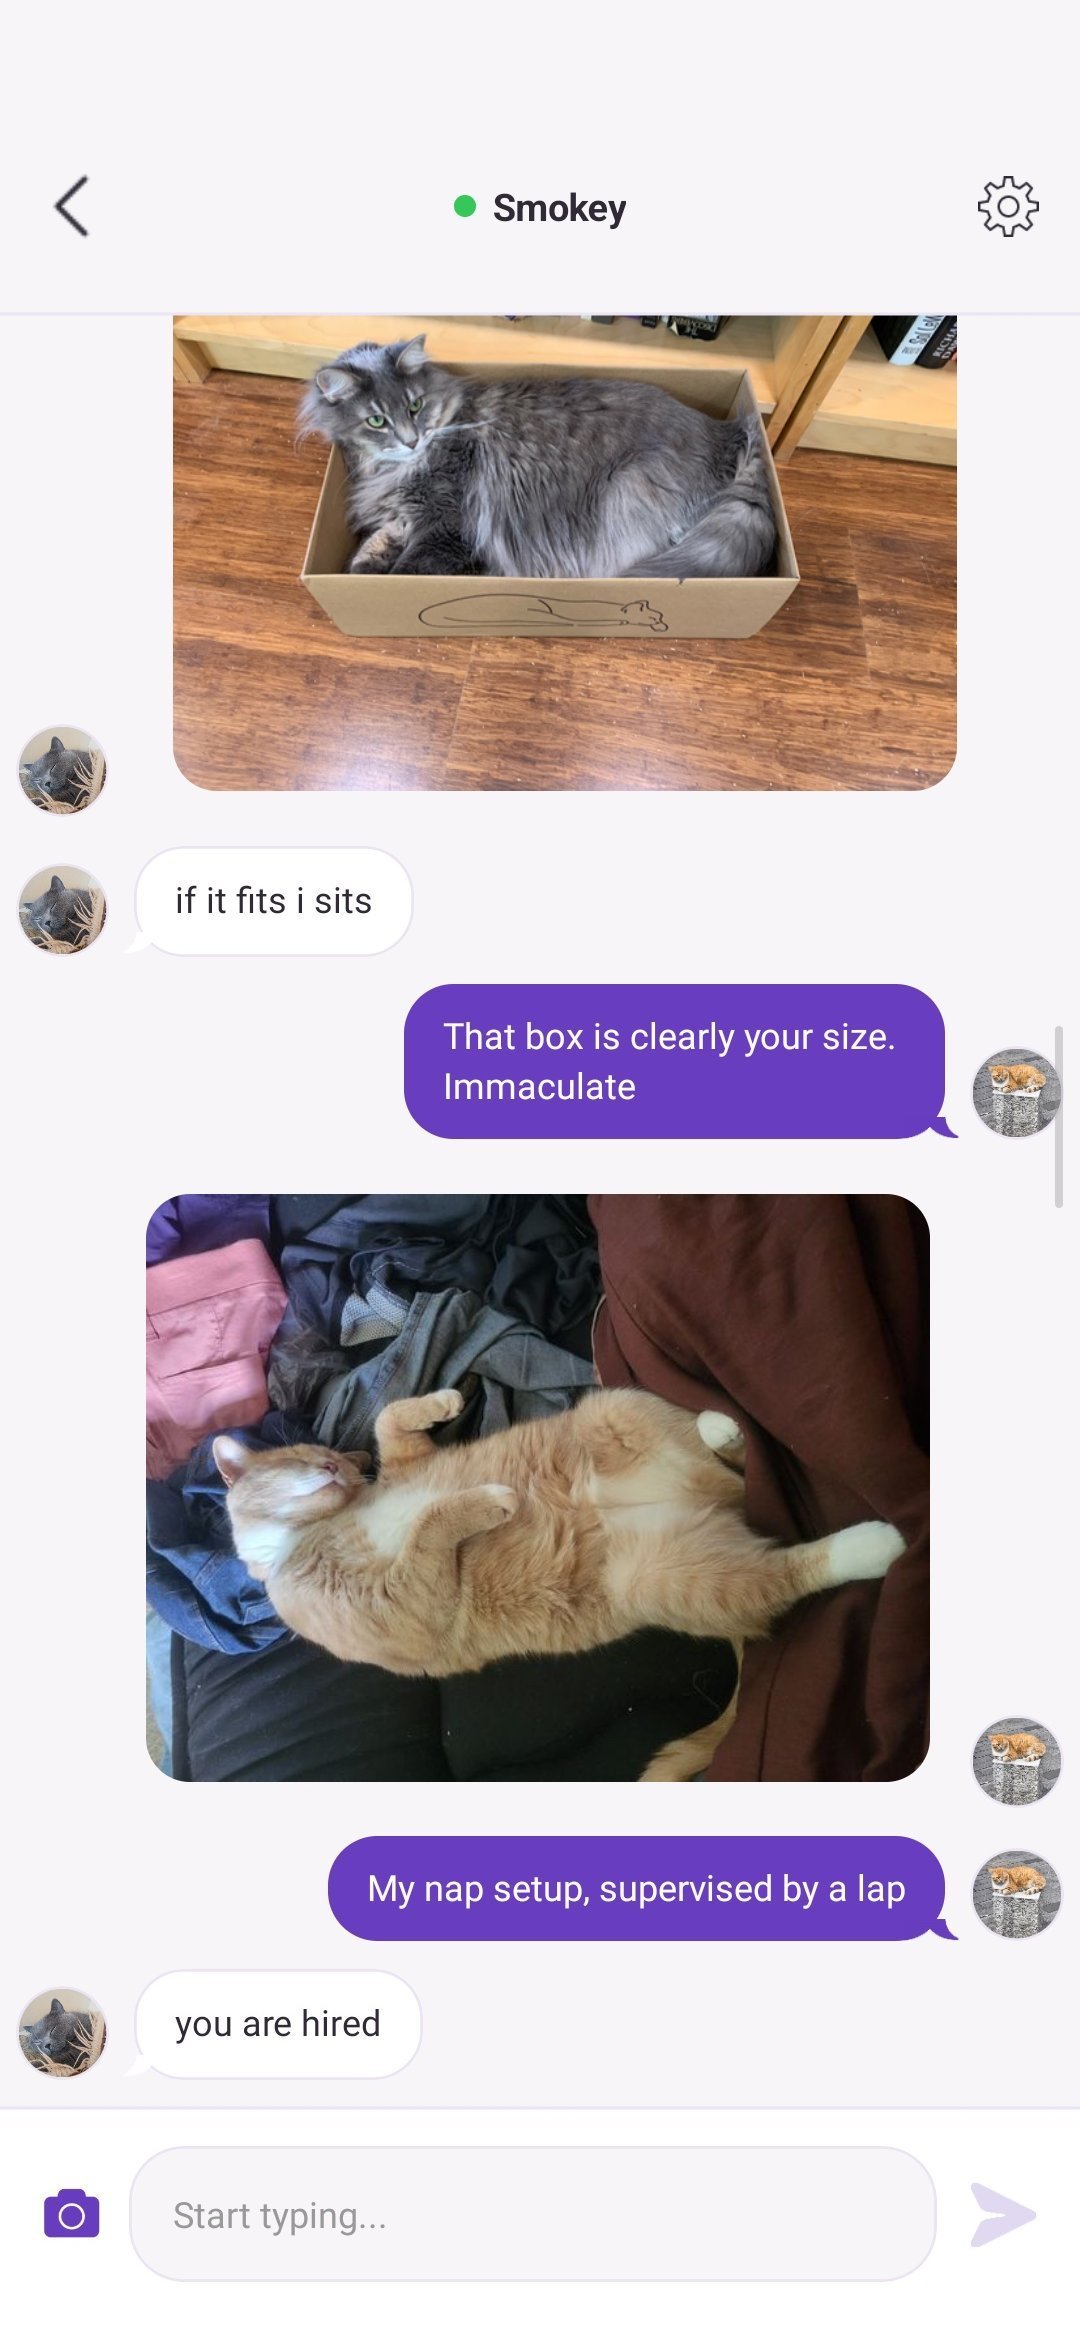 Smokey
if it fits i sits
That box is clearly your size.
Immaculate
My nap setup, supervised by a lap
you are hired
Start typing...